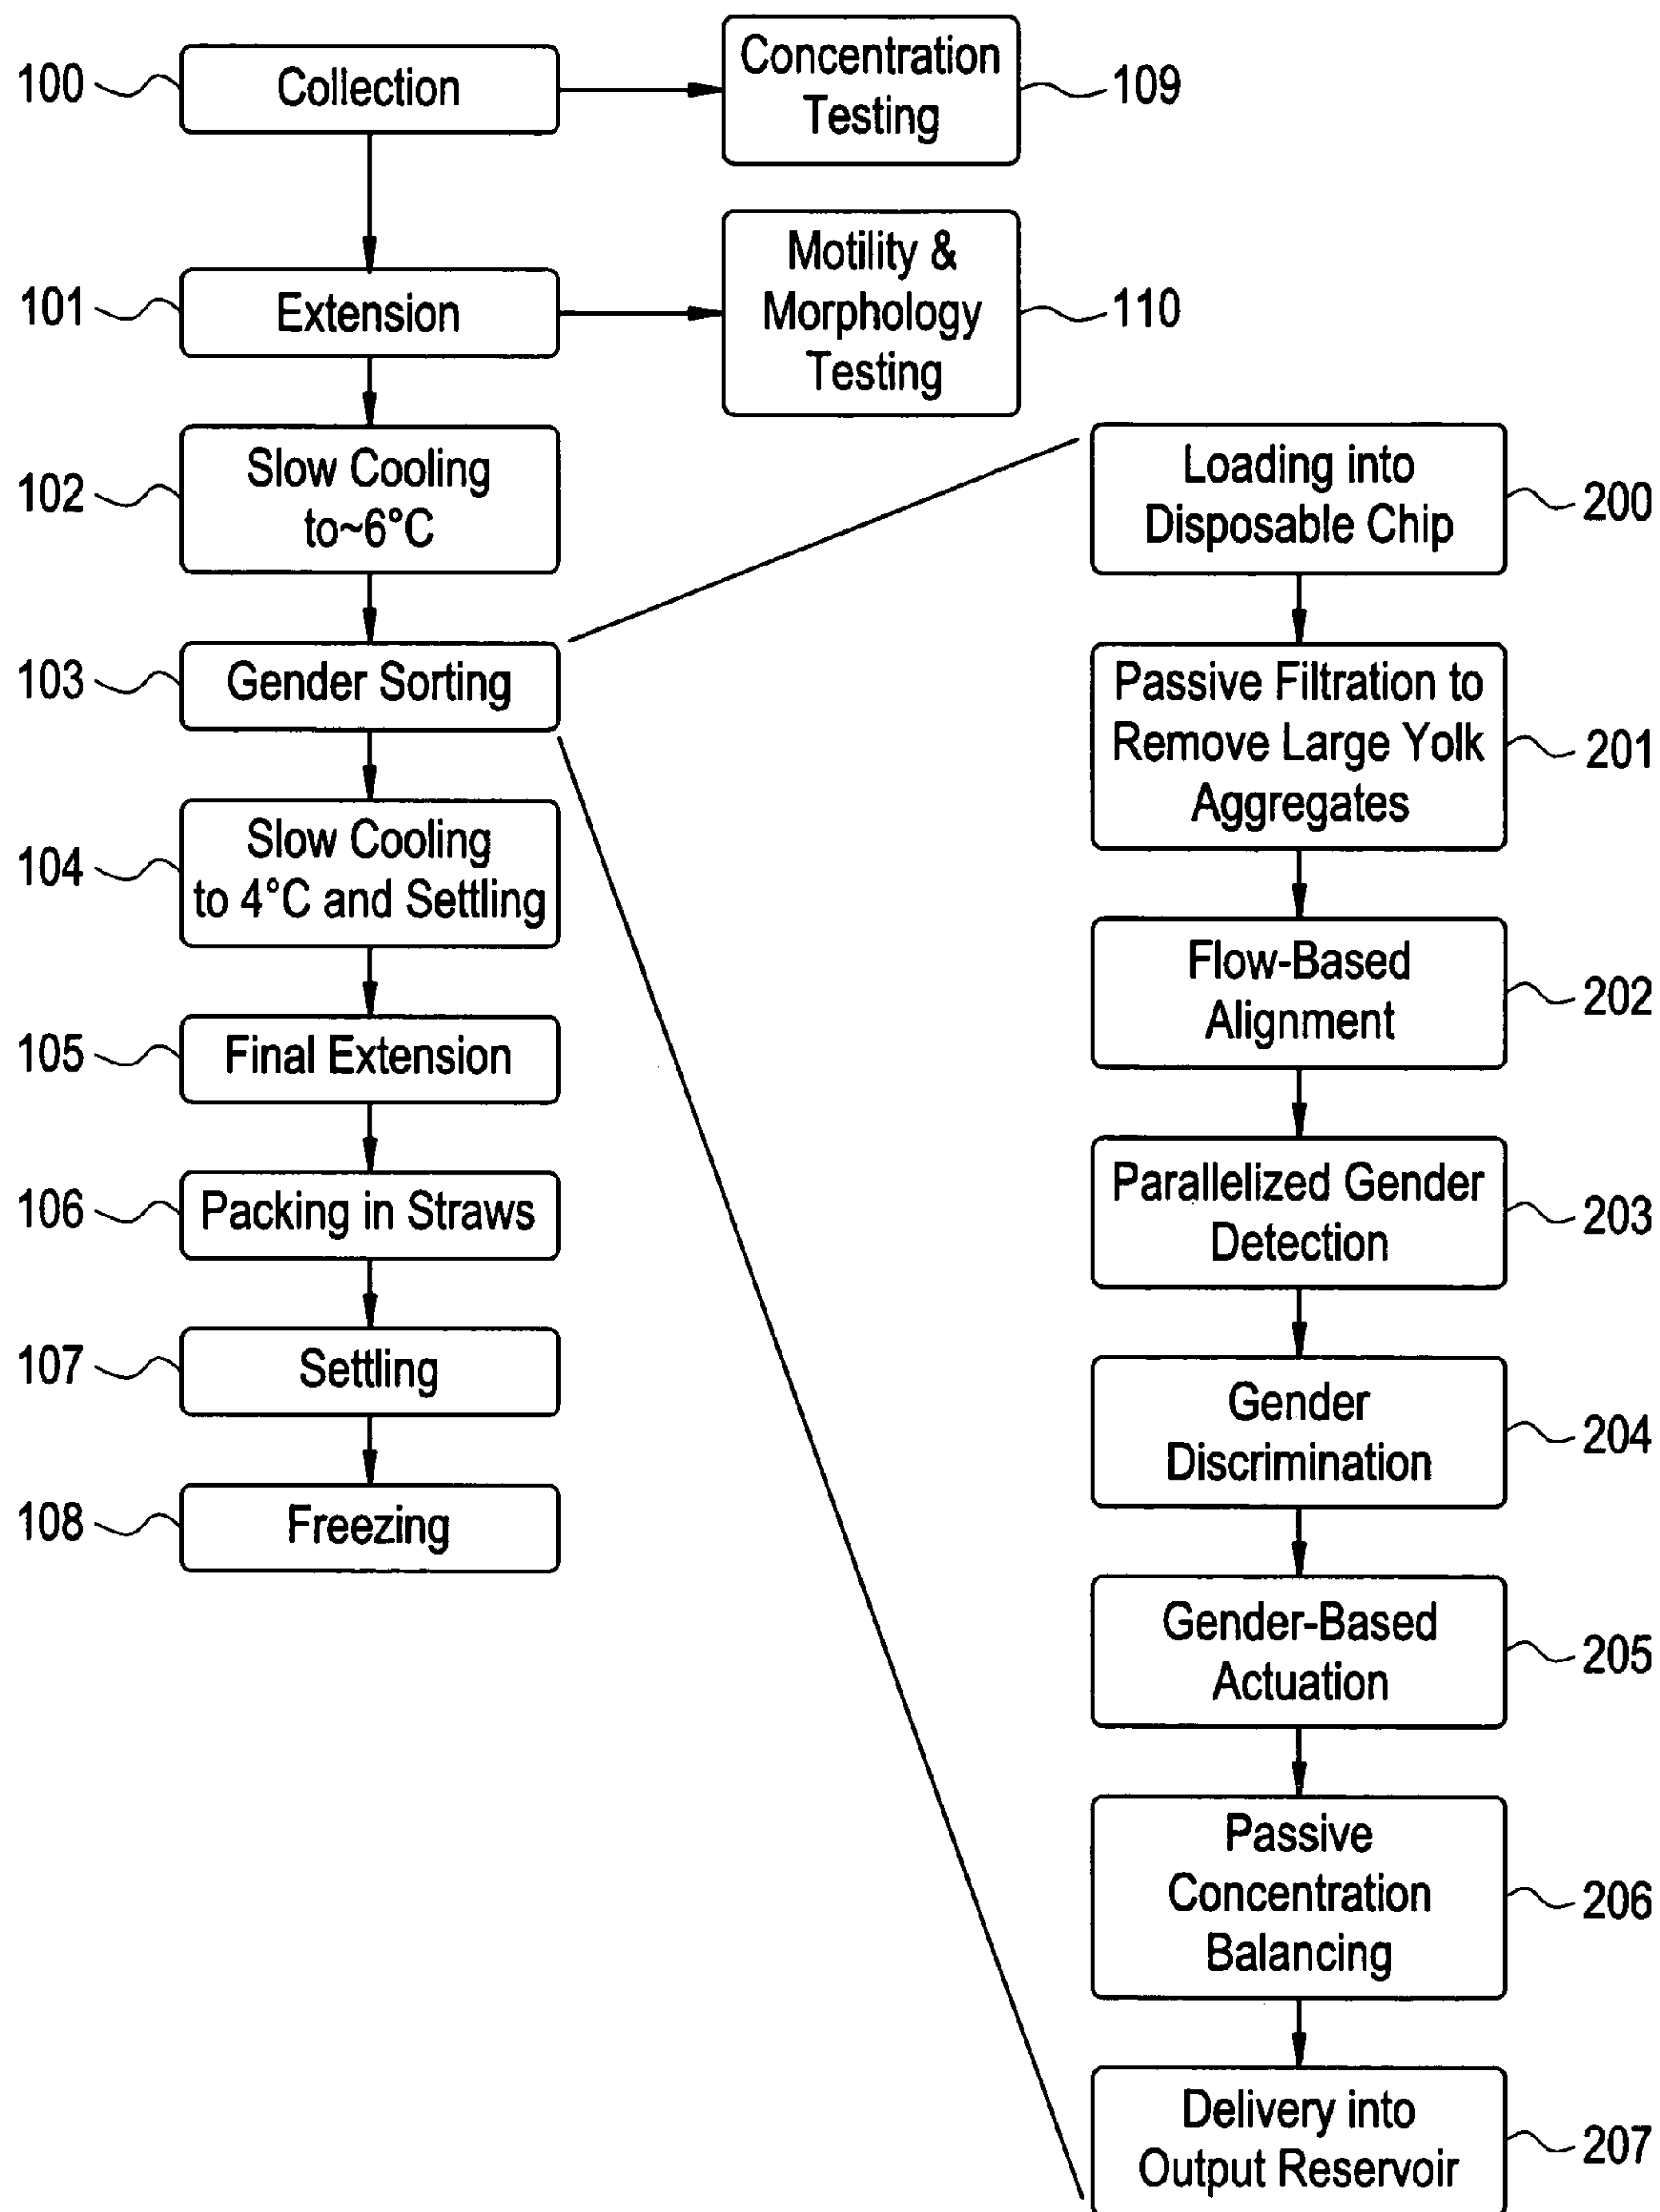 100
Collection
Concentration
Testing
109
101
Extension
Motility &
Morphology
Testing
110
102
Slow Cooling
to~6°C
103
Gender Sorting
104
Slow Cooling
to 4°C and Settling
105
Final Extension
106
Packing in Straws
107
Settling
108
Freezing
Loading into
Disposable Chip
200
Passive Filtration to
Remove Large Yolk
Aggregates
201
Flow-Based
Alignment
202
Parallelized Gender
Detection
203
Gender
Discrimination
204
Gender-Based
Actuation
205
Passive
Concentration
Balancing
206
Delivery into
Output Reservoir
207